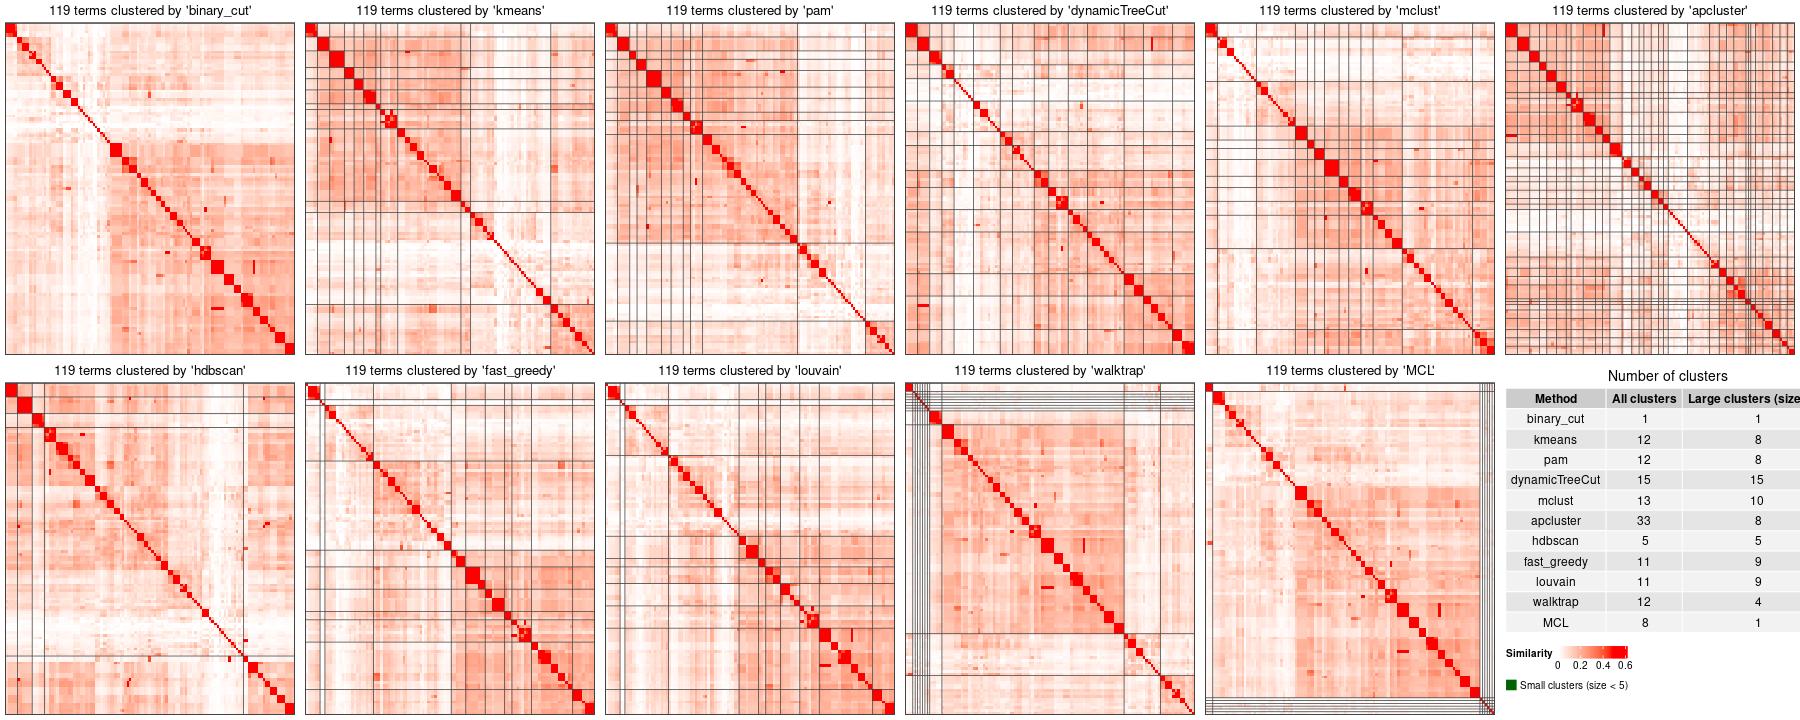 119 terms clustered by 'binary_cut'
119 terms clustered by 'kmeans'
119 terms clustered by 'pam'
119 terms clustered by 'dynamicTreeCut'
119 terms clustered by 'mclust'
119 terms clustered by 'apcluster'
119 terms clustered by 'hdbscan'
119 terms clustered by 'fast_greedy'
119 terms clustered by 'louvain'
119 terms clustered by 'walktrap'
119 terms clustered by 'MCL'
Number of clusters
Method All clusters Large clusters (size
binary_cut 1 1
kmeans 12 8
pam 12 8
dynamicTreeCut 15 15
mclust 13 10
apcluster 33 8
hdbscan 5 5
fast_greedy 11 9
louvain 11 9
walktrap 12 4
MCL 8 1
Similarity
0 0.2 0.4 0.6
Small clusters (size < 5)